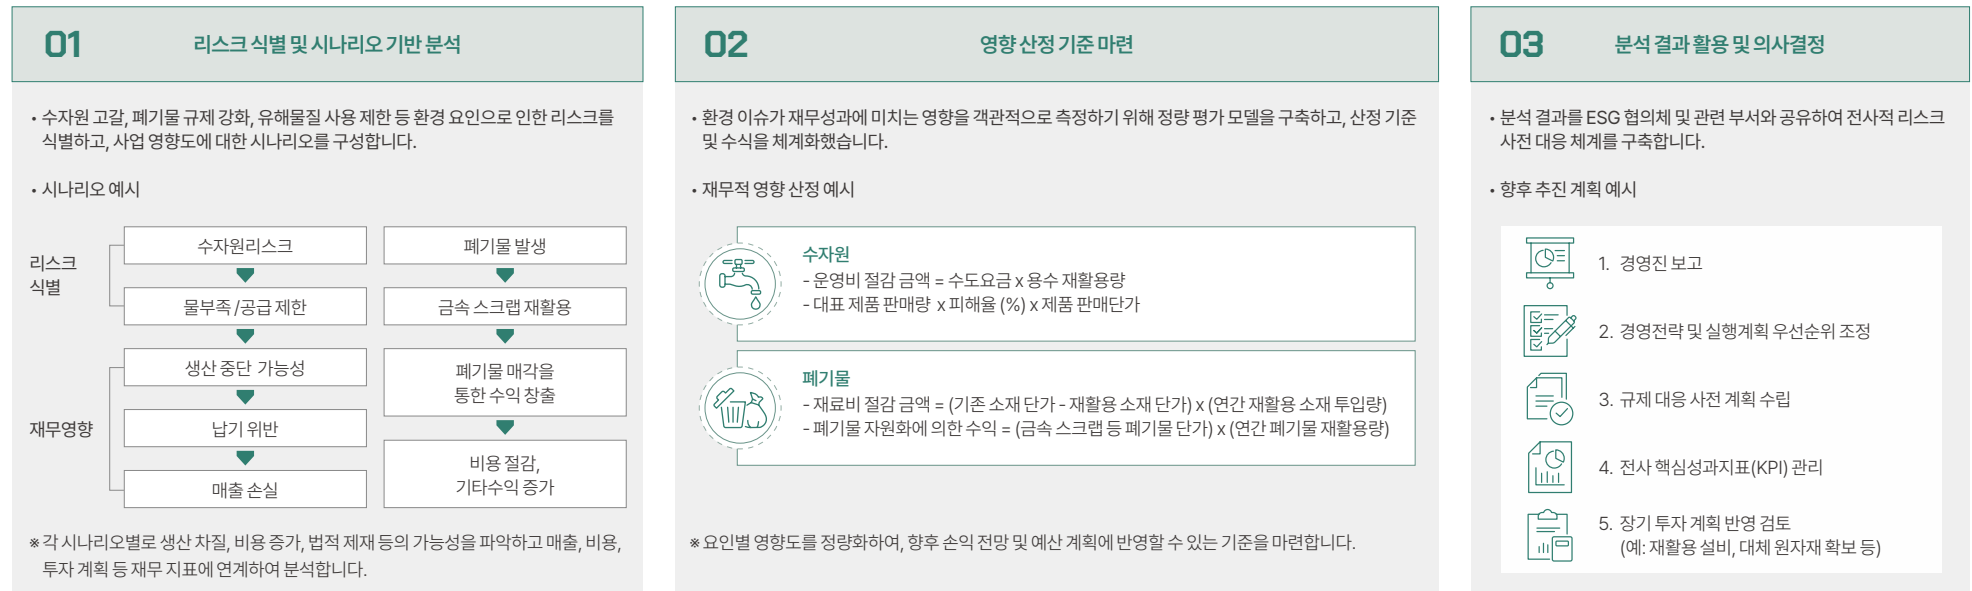 01
리스크 식별 및 시나리오 기반 분석
• 수자원 고갈, 폐기물 규제 강화, 유해물질 사용 제한 등 환경 요인으로 인한 리스크를
식별하고, 사업 영향도에 대한 시나리오를 구성합니다.
• 시나리오 예시
리스크
식별
수자원리스크
물부족 /공급 제한
재무영향
생산 중단 가능성
납기 위반
매출 손실
폐기물 발생
금속 스크랩 재활용
폐기물 매각을
통한 수익 창출
비용 절감,
기타수익 증가
※ 각 시나리오별로 생산 차질, 비용 증가, 법적 제재 등의 가능성을 파악하고 매출, 비용,
투자 계획 등 재무 지표에 연계하여 분석합니다.
02
영향 산정 기준 마련
• 환경 이슈가 재무성과에 미치는 영향을 객관적으로 측정하기 위해 정량 평가 모델을 구축하고, 산정 기준
및 수식을 체계화했습니다.
• 재무적 영향 산정 예시
수자원
- 운영비 절감 금액 = 수도요금 x 용수 재활용량
- 대표 제품 판매량 x 피해율 (%) x 제품 판매단가
폐기물
- 재료비 절감 금액 = (기존 소재 단가 - 재활용 소재 단가) x (연간 재활용 소재 투입량)
- 폐기물 자원화에 의한 수익 = (금속 스크랩 등 폐기물 단가) x (연간 폐기물 재활용량)
※ 요인별 영향도를 정량화하여, 향후 손익 전망 및 예산 계획에 반영할 수 있는 기준을 마련합니다.
03
분석 결과 활용 및 의사결정
• 분석 결과를 ESG 협의체 및 관련 부서와 공유하여 전사적 리스크
사전 대응 체계를 구축합니다.
• 향후 추진 계획 예시
1. 경영진 보고
2. 경영전략 및 실행계획 우선순위 조정
3. 규제 대응 사전 계획 수립
4. 전사 핵심성과지표(KPI) 관리
5. 장기 투자 계획 반영 검토
(예: 재활용 설비, 대체 원자재 확보 등)